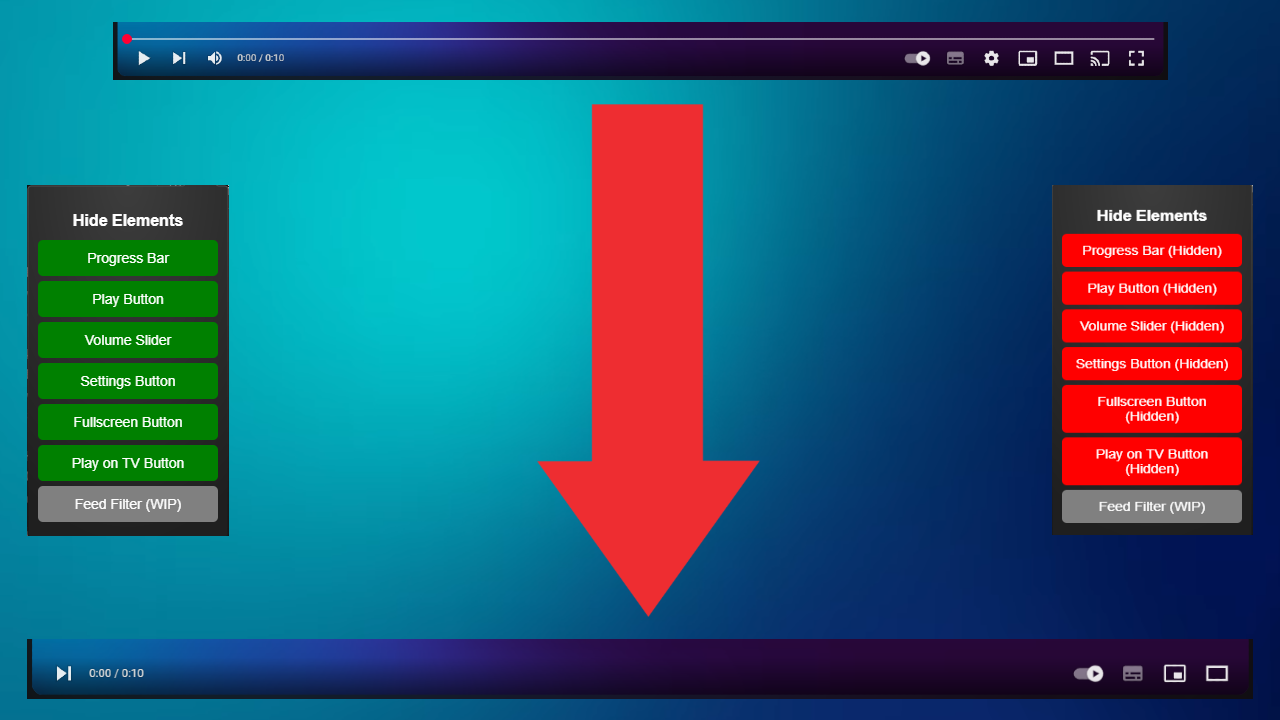 0:00 / 0:10
Hide Elements
Progress Bar
Play Button
Volume Slider
Settings Button
Fullscreen Button
Play on TV Button
Feed Filter (WIP)
Hide Elements
Progress Bar (Hidden)
Play Button (Hidden)
Volume Slider (Hidden)
Settings Button (Hidden)
Fullscreen Button
(Hidden)
Play on TV Button
(Hidden)
Feed Filter (WIP)
0:00 / 0:10